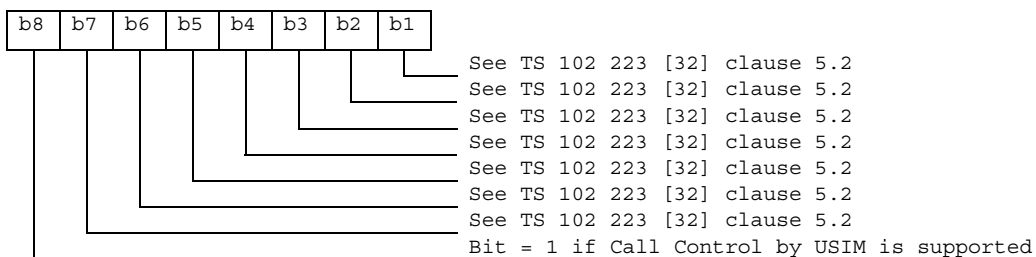 b8 b7 b6 b5 b4 b3 b2 b1
See TS 102 223 [32] clause 5.2
See TS 102 223 [32] clause 5.2
See TS 102 223 [32] clause 5.2
See TS 102 223 [32] clause 5.2
See TS 102 223 [32] clause 5.2
See TS 102 223 [32] clause 5.2
See TS 102 223 [32] clause 5.2
Bit = 1 if Call Control by USIM is supported